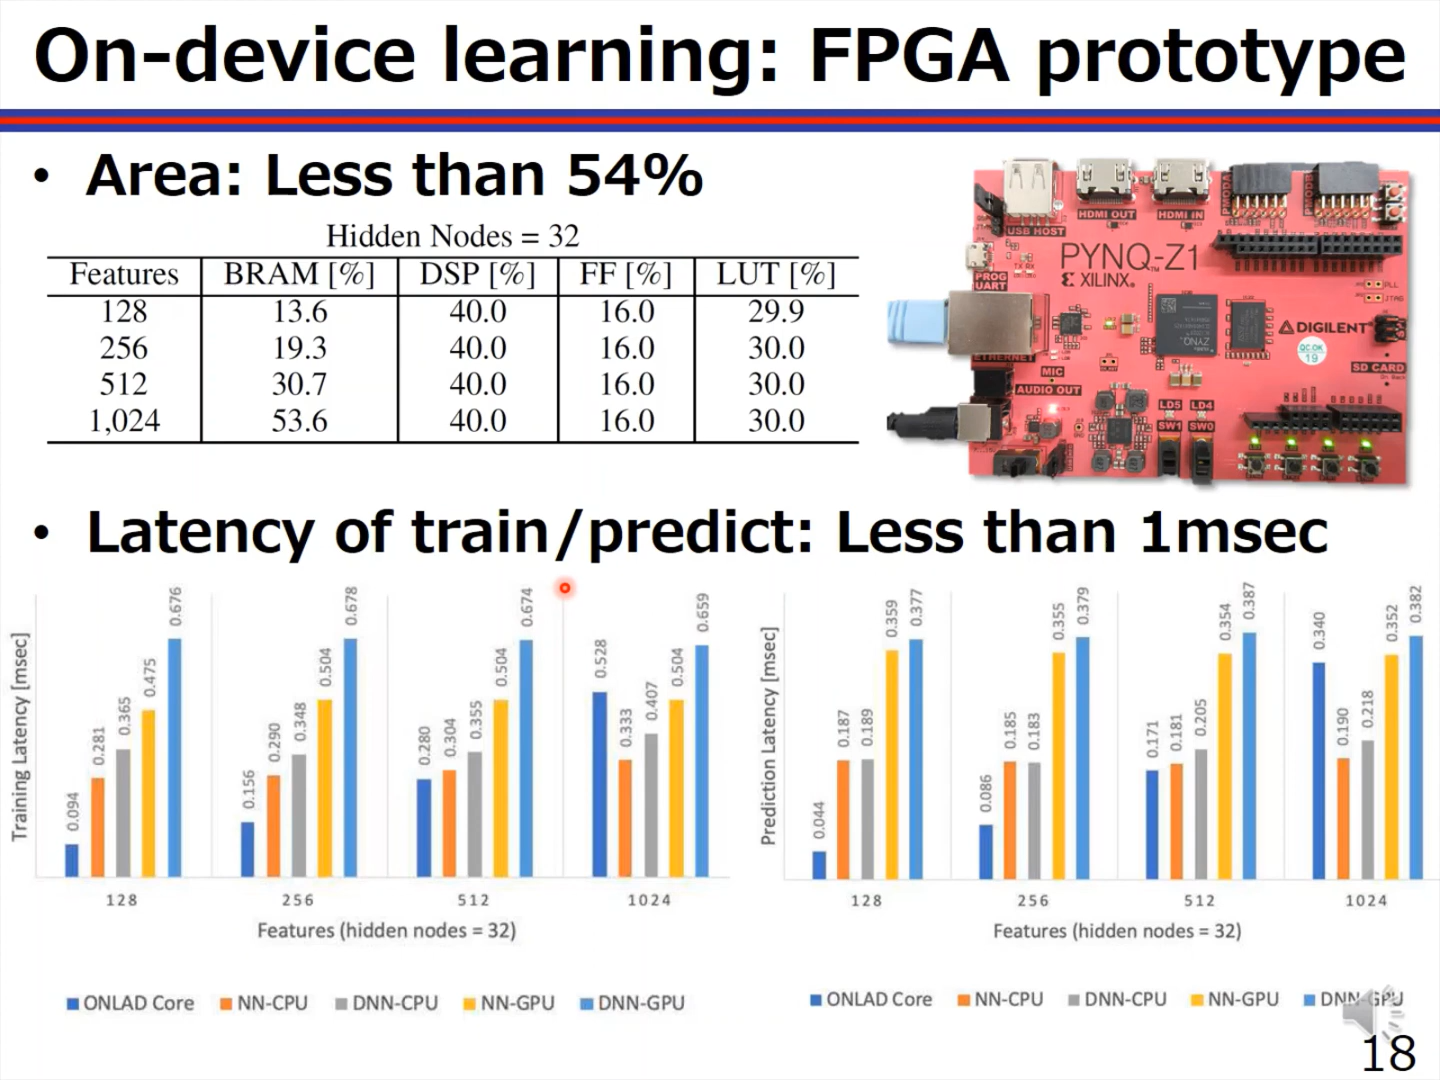 On-device learning: FPGA prototype
• Area: Less than 54%
Hidden Nodes = 32
Features BRAM [%] DSP [%] FF [%] LUT [%]
128 13.6 40.0 16.0 29.9
256 19.3 40.0 16.0 30.0
512 30.7 40.0 16.0 30.0
1,024 53.6 40.0 16.0 30.0
USB HOST
HDMI OUT
HDMI IN
PYNQ-Z1
XILINX
PROG
UART
ETHERNET
MIC
AUDIO OUT
ZYNQ
DIGILENT
QC.OK
19
PLL
JTAG
SD CARD
LD5 LD4
SW1 SW0
• Latency of train/predict: Less than 1msec
Training Latency [msec]
0.094 0.281 0.365 0.475 0.676
0.156 0.290 0.348 0.504 0.678
0.280 0.304 0.355 0.504 0.674
0.528 0.333 0.407 0.504 0.659
128 256 512 1024
Features (hidden nodes = 32)
ONLAD Core NN-CPU DNN-CPU NN-GPU DNN-GPU
Prediction Latency [msec]
0.044 0.187 0.189 0.359 0.377
0.086 0.185 0.183 0.355 0.379
0.171 0.181 0.205 0.354 0.387
0.340 0.190 0.218 0.352 0.382
128 256 512 1024
Features (hidden nodes = 32)
ONLAD Core NN-CPU DNN-CPU NN-GPU DNN-GPU
18